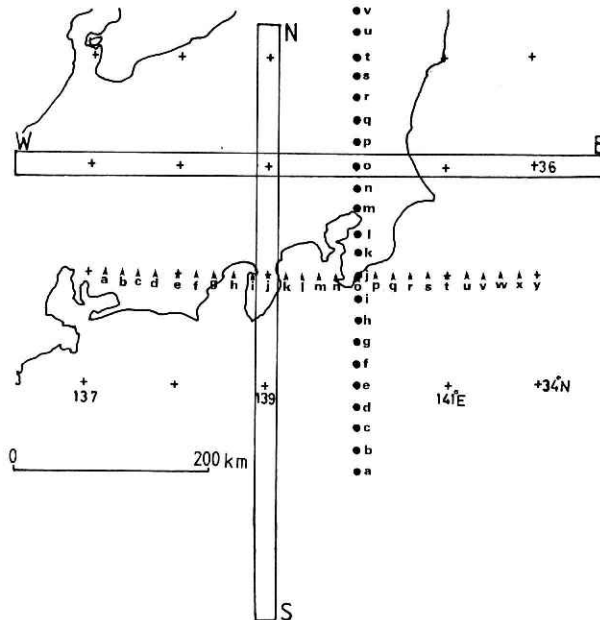 v
u
N
t
s
r
q
p
W
E
o
+36
n
m
l
k
a b c d e f g h i j k l m n o p q r s t u v w x y
j
i
h
g
f
e
137
139
141°E
34°N
d
c
0
200 km
b
a
S